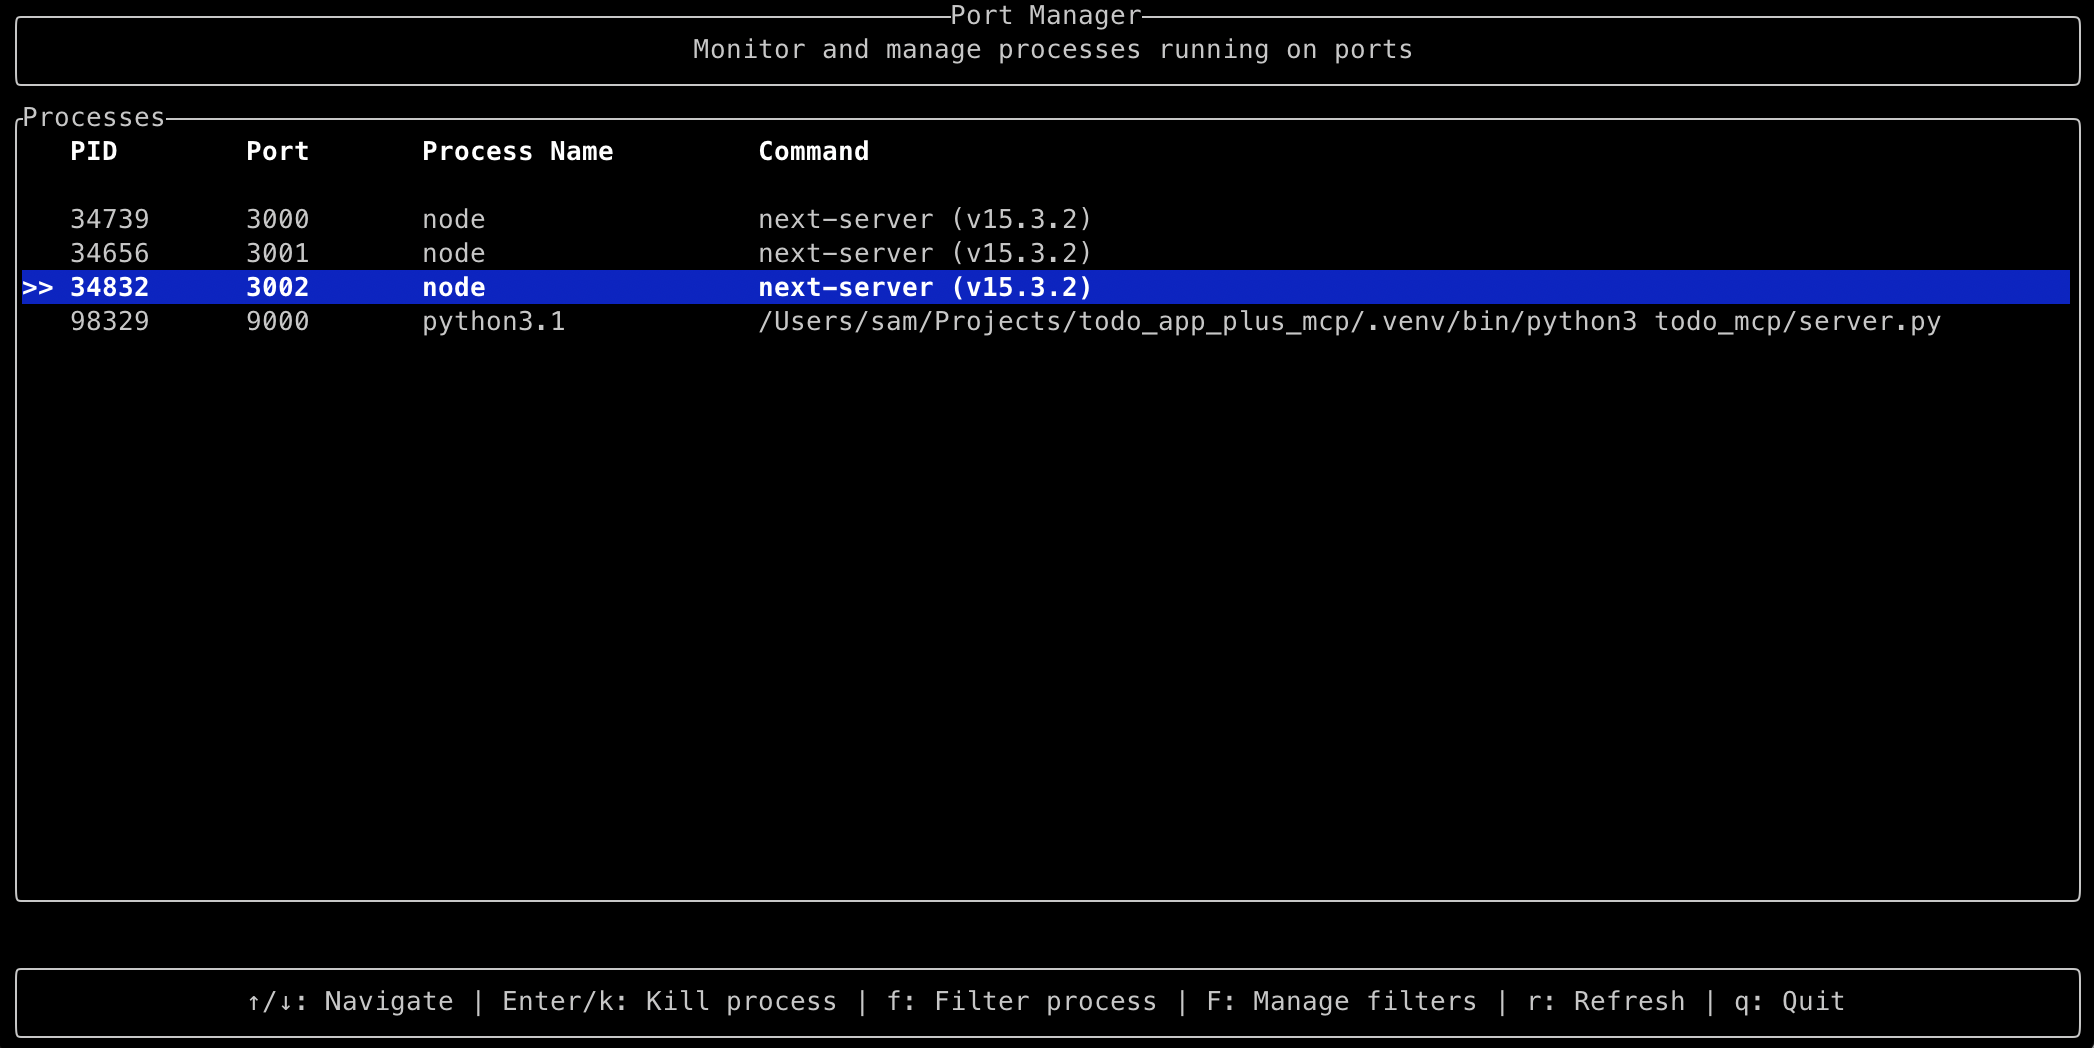 Port Manager
Monitor and manage processes running on ports
Processes
PID Port Process Name Command
34739 3000 node next-server (v15.3.2)
34656 3001 node next-server (v15.3.2)
>> 34832 3002 node next-server (v15.3.2)
98329 9000 python3.1 /Users/sam/Projects/todo_app_plus_mcp/.venv/bin/python3 todo_mcp/server.py
↑/↓: Navigate | Enter/k: Kill process | f: Filter process | F: Manage filters | r: Refresh | q: Quit